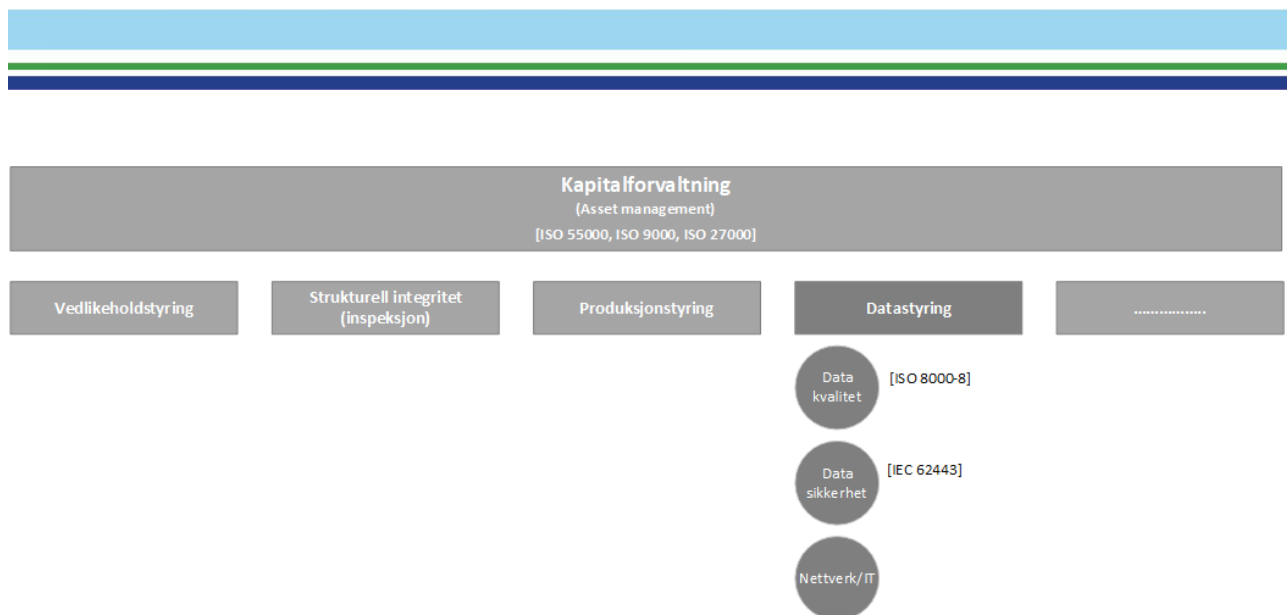 Kapitalforvaltning
(Asset management)
[ISO 55000, ISO 9000, ISO 27000]
Vedlikeholdstyring
Strukturell integritet
(inspeksjon)
Produksjonstyring
Datastyring
.................
Data
kvalitet
[ISO 8000-8]
Data
sikkerhet
[IEC 62443]
Nettverk/IT